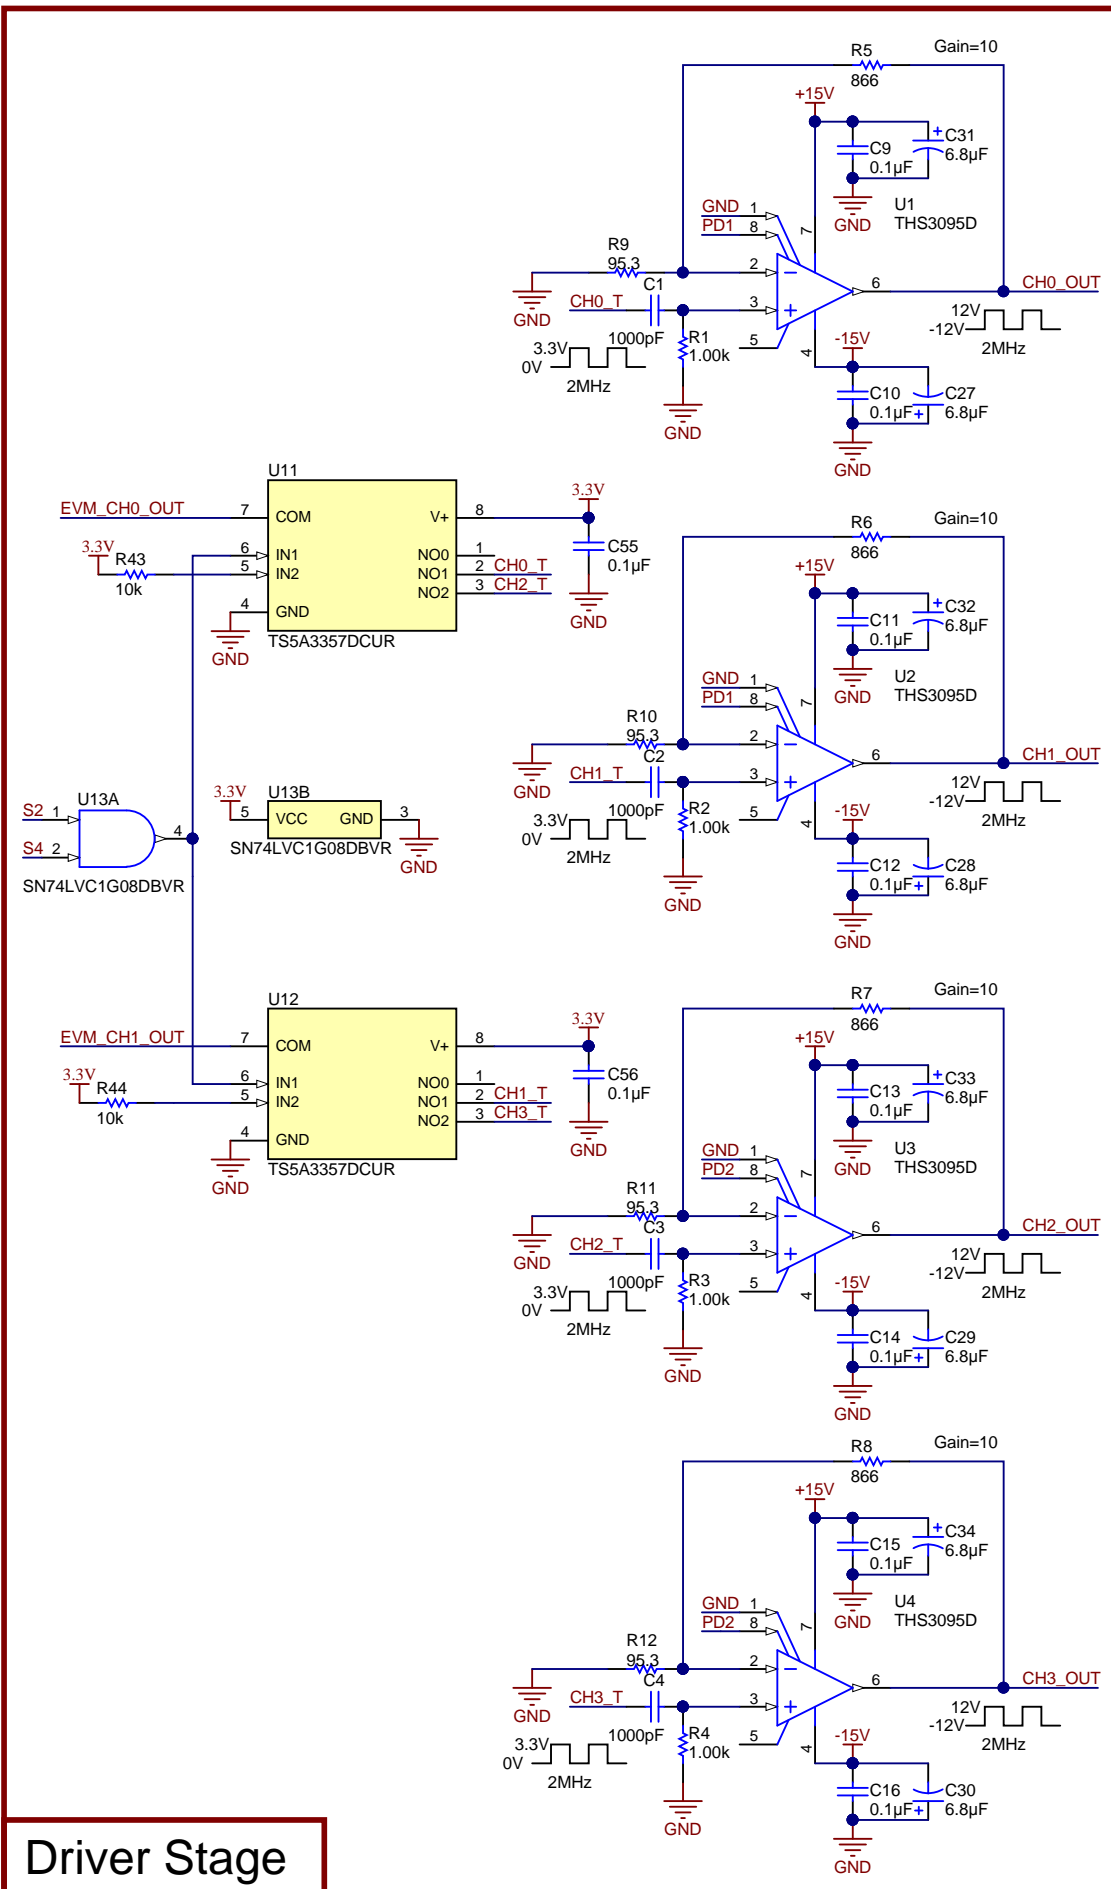 R5
866
Gain=10
+15V
C9
0.1µF
+
C31
6.8µF
GND
U1
THS3095D
GND 1
PD1 8
7
R9
95.3
2
GND
C1
CH0_T
1000pF
3
R1
1.00k
5
4
6
CH0_OUT
12V
-12V
2MHz
3.3V
0V
2MHz
-15V
C10
0.1µF
+
C27
6.8µF
GND
GND
U11
EVM_CH0_OUT
7 COM
V+ 8
3.3V
C55
0.1µF
GND
6 IN1
5 IN2
3.3V
R43
10k
NO0 1
NO1 2 CH0_T
NO2 3 CH2_T
4 GND
GND
TS5A3357DCUR
R6
866
Gain=10
+15V
C11
0.1µF
+
C32
6.8µF
GND
U2
THS3095D
GND 1
PD1 8
7
R10
95.3
2
GND
C2
CH1_T
1000pF
3
R2
1.00k
5
4
6
CH1_OUT
12V
-12V
2MHz
3.3V
0V
2MHz
-15V
C12
0.1µF
+
C28
6.8µF
GND
GND
U13A
S2 1
S4 2
4
SN74LVC1G08DBVR
3.3V
U13B
5 VCC GND 3
SN74LVC1G08DBVR
GND
U12
EVM_CH1_OUT
7 COM
V+ 8
3.3V
C56
0.1µF
GND
6 IN1
5 IN2
3.3V
R44
10k
NO0 1
NO1 2 CH1_T
NO2 3 CH3_T
4 GND
GND
TS5A3357DCUR
R7
866
Gain=10
+15V
C13
0.1µF
+
C33
6.8µF
GND
U3
THS3095D
GND 1
PD2 8
7
R11
95.3
2
GND
C3
CH2_T
1000pF
3
R3
1.00k
5
4
6
CH2_OUT
12V
-12V
2MHz
3.3V
0V
2MHz
-15V
C14
0.1µF
+
C29
6.8µF
GND
GND
R8
866
Gain=10
+15V
C15
0.1µF
+
C34
6.8µF
GND
U4
THS3095D
GND 1
PD2 8
7
R12
95.3
2
GND
C4
CH3_T
1000pF
3
R4
1.00k
5
4
6
CH3_OUT
12V
-12V
2MHz
3.3V
0V
2MHz
-15V
C16
0.1µF
+
C30
6.8µF
GND
GND
Driver Stage